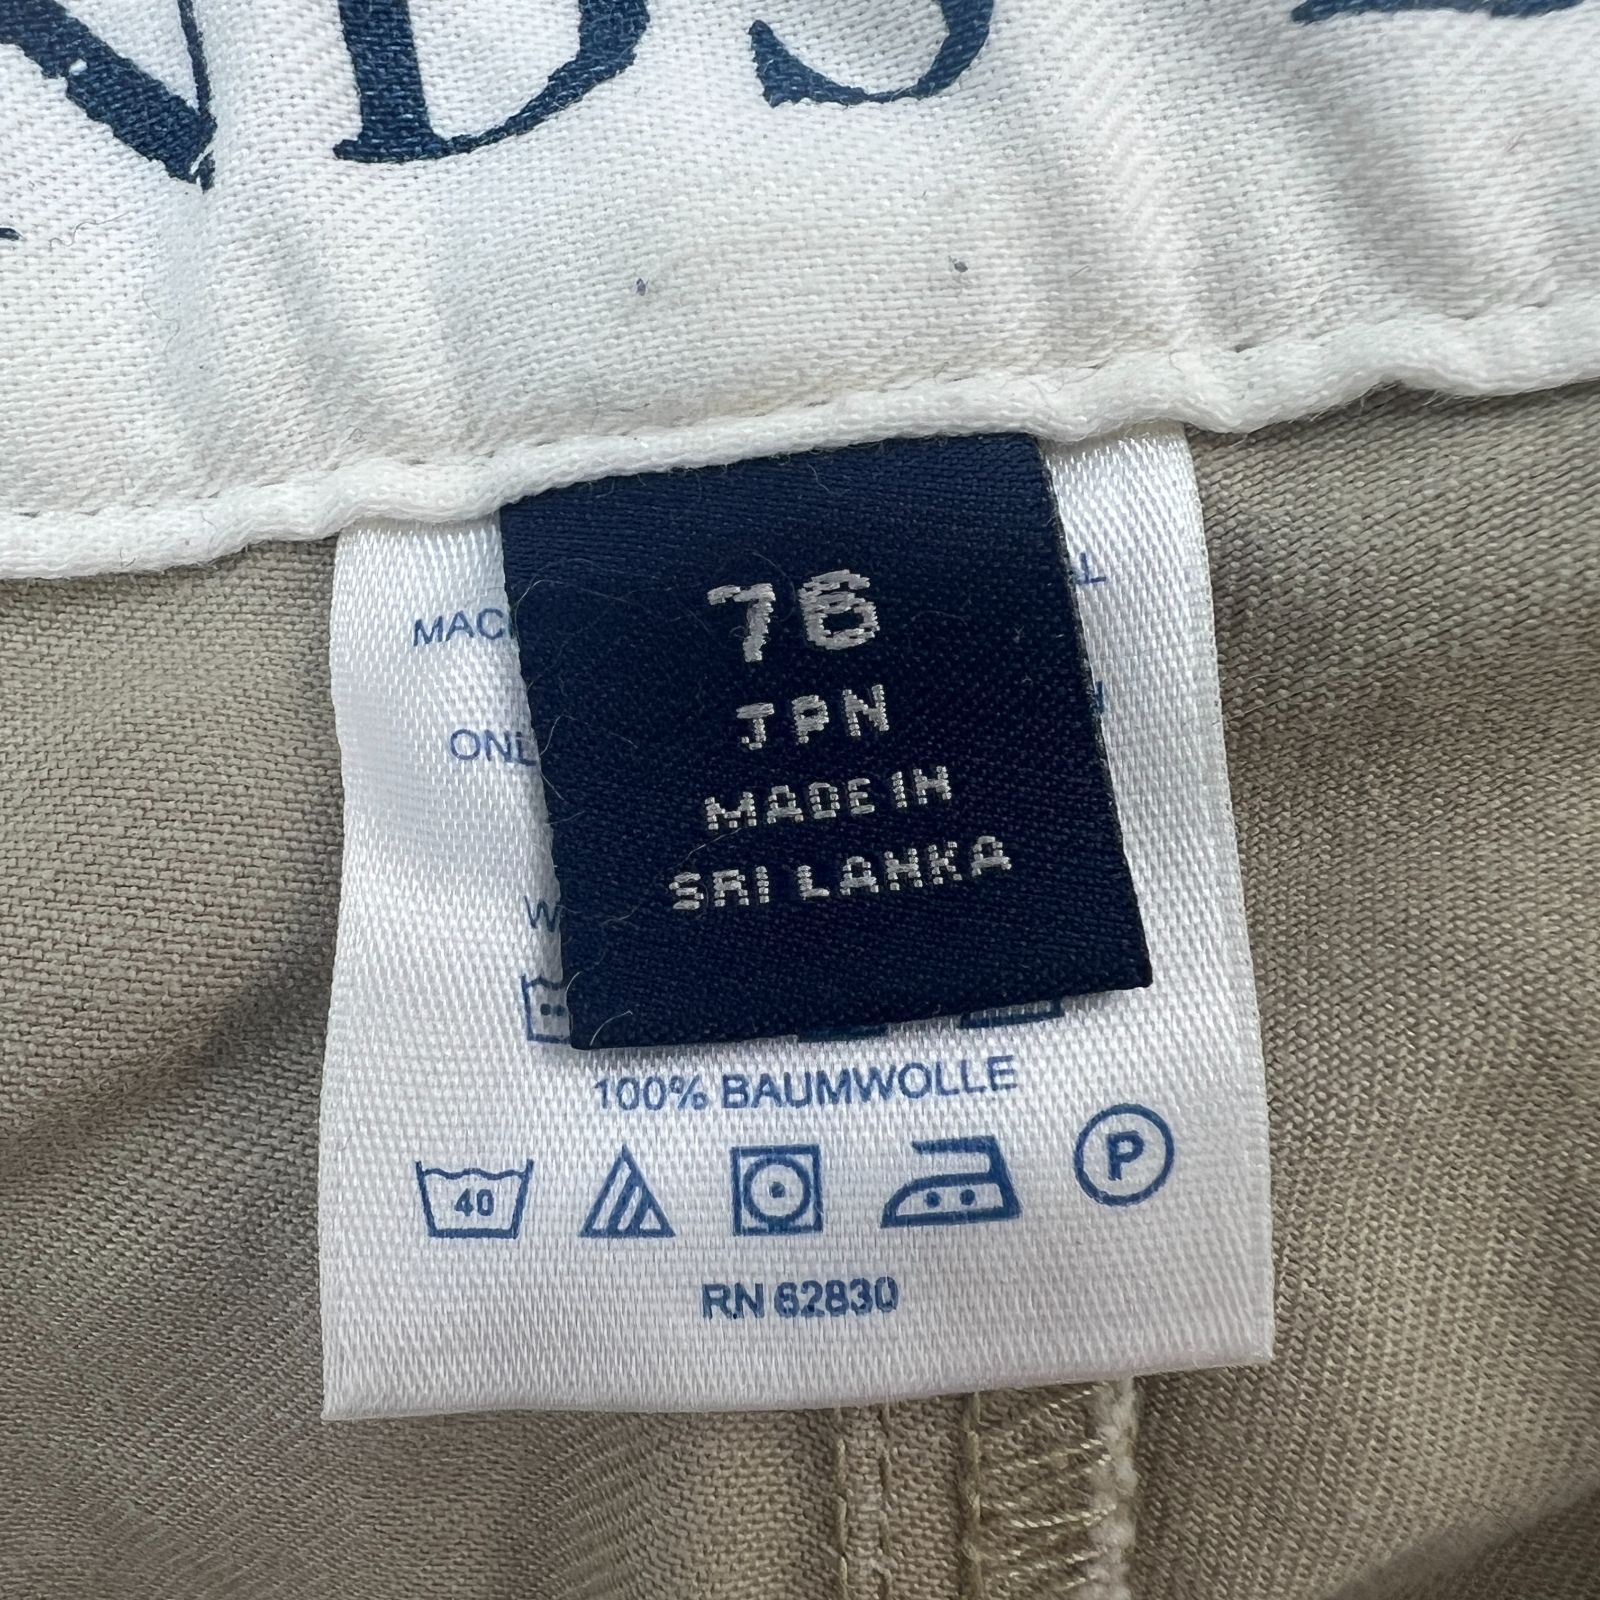 76
JPN
MADE IN
SRI LANKA
100% BAUMWOLLE
40
P
RN 62830